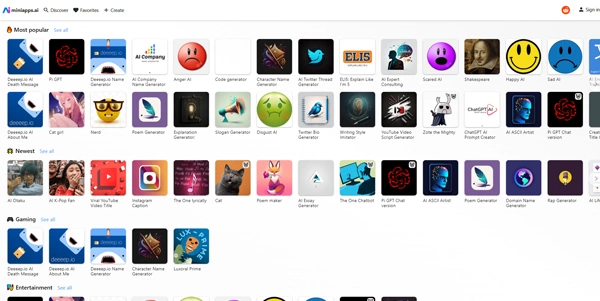 miniapps.ai Discover Favorites + Create Sign in
Most popular See all
Deeeep.io AI Death Message
Pi GPT
Deeeep.io Name Generator
AI Company Name Generator
Anger AI
Code generator
Character Name Generator
AI Twitter Thread Generator
ELI5: Explain Like I'm 5
AI Expert Consulting
Scared AI
Shakespeare
Happy AI
Sad AI
Deeeep.io AI About Me
Cat girl
Nerd
Poem Generator
Explanation Generator
Slogan Generator
Disgust AI
Twitter Bio Generator
Writing Style Imitator
YouTube Video Script Generator
Zote the Mighty
ChatGPT AI Prompt Creator
AI ASCII Artist
Pi GPT Chat version
Newest See all
AI Otaku
AI K-Pop Fan
Viral YouTube Video Title
Instagram Caption
The One lyrically
Cat
Poem maker
AI Essay Generator
The One Chatbot
Pi GPT Chat version
AI ASCII Artist
Poem Generator
Domain Name Generator
Rap Generator
Gaming See all
Deeeep.io AI Death Message
Deeeep.io AI About Me
Deeeep.io Name Generator
Character Name Generator
Luxoral Prime
Entertainment See all